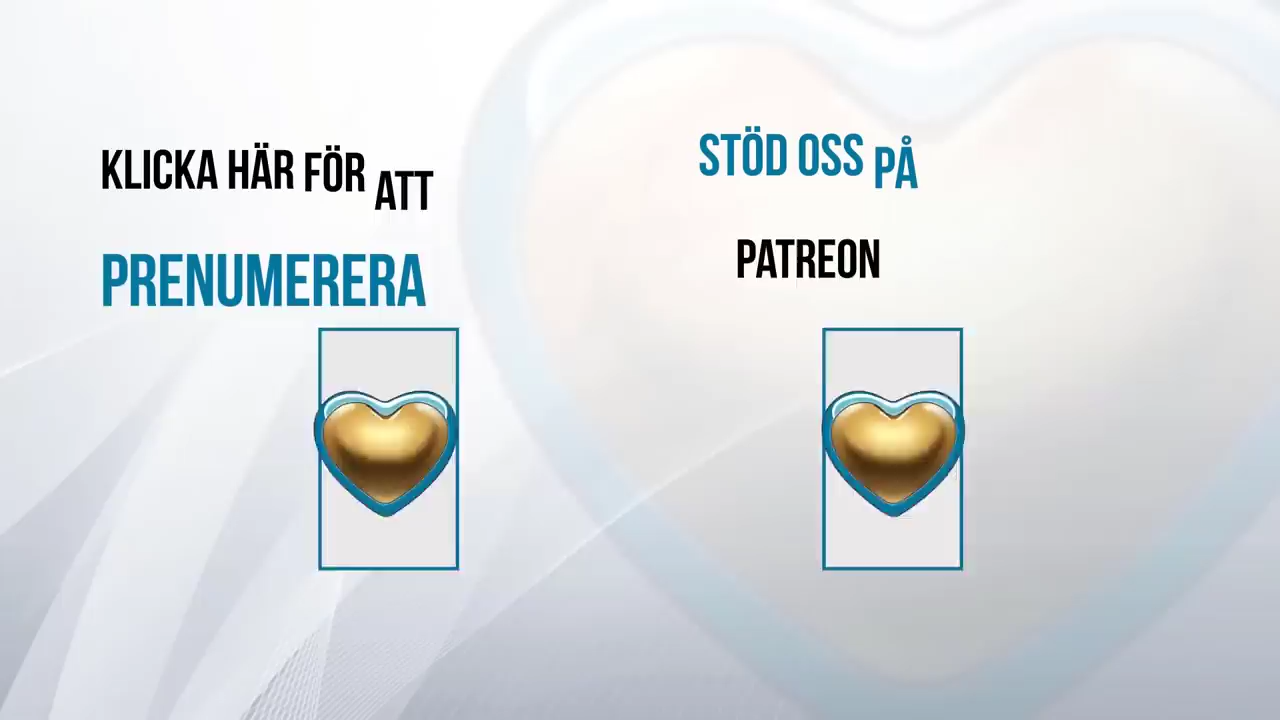 KLICKA HÄR FÖR ATT
PRENUMERERA
STÖD OSS PÅ
PATREON